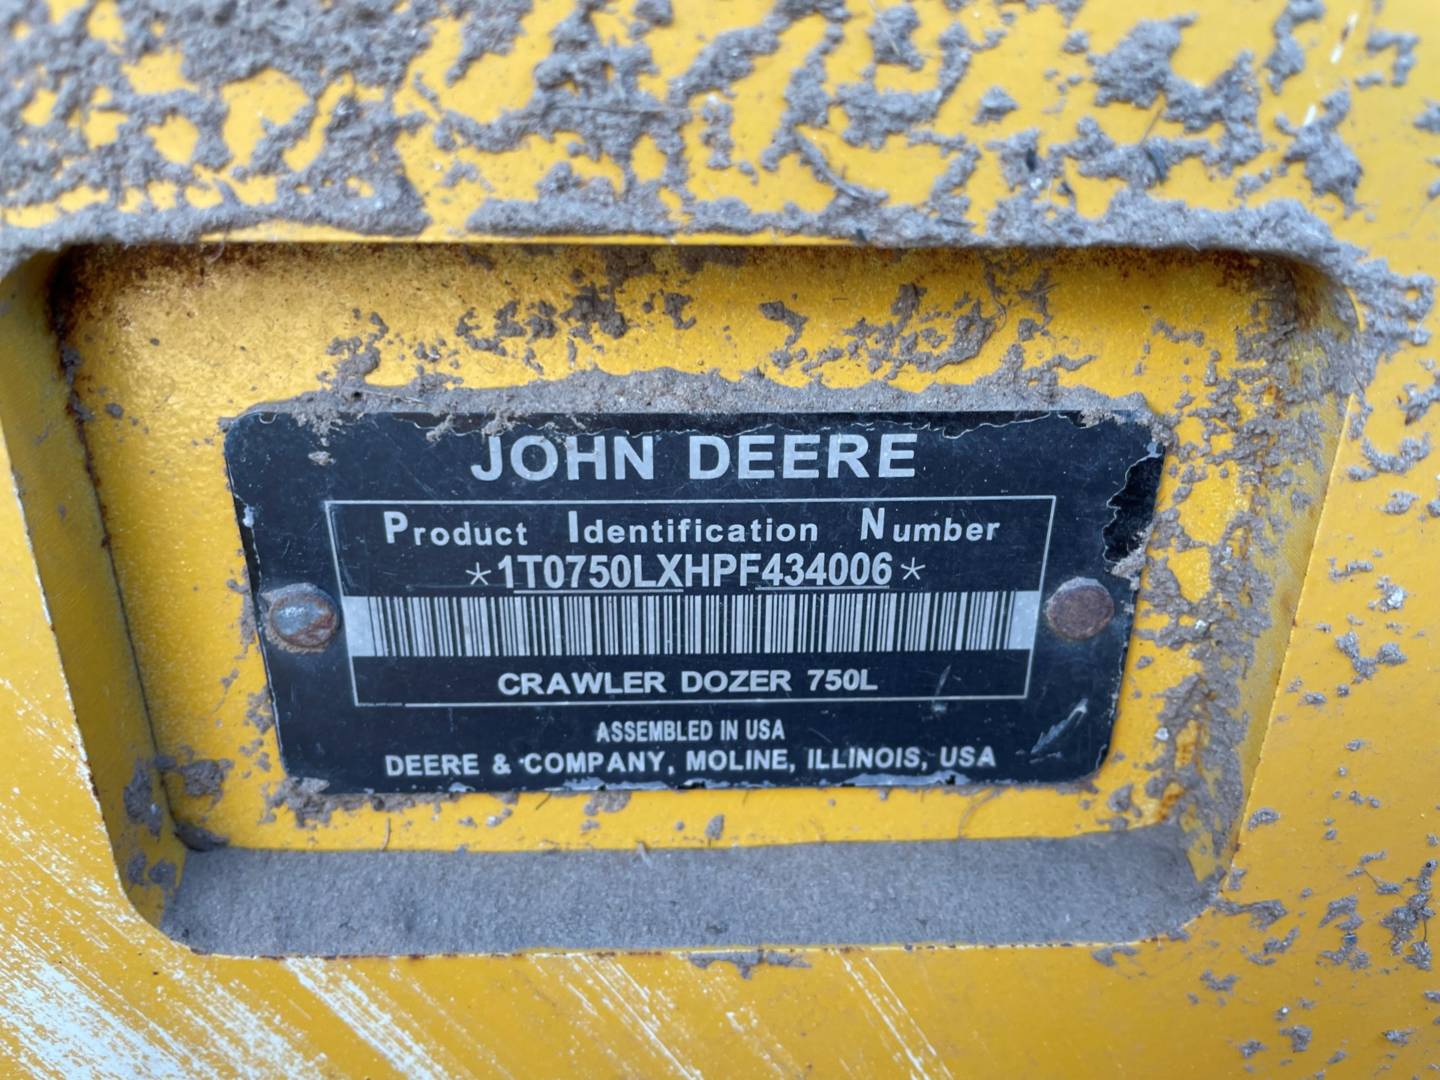 JOHN DEERE
Product Identification Number
*1T0750LXHPF434006*
CRAWLER DOZER 750L
ASSEMBLED IN USA
DEERE & COMPANY, MOLINE, ILLINOIS, USA